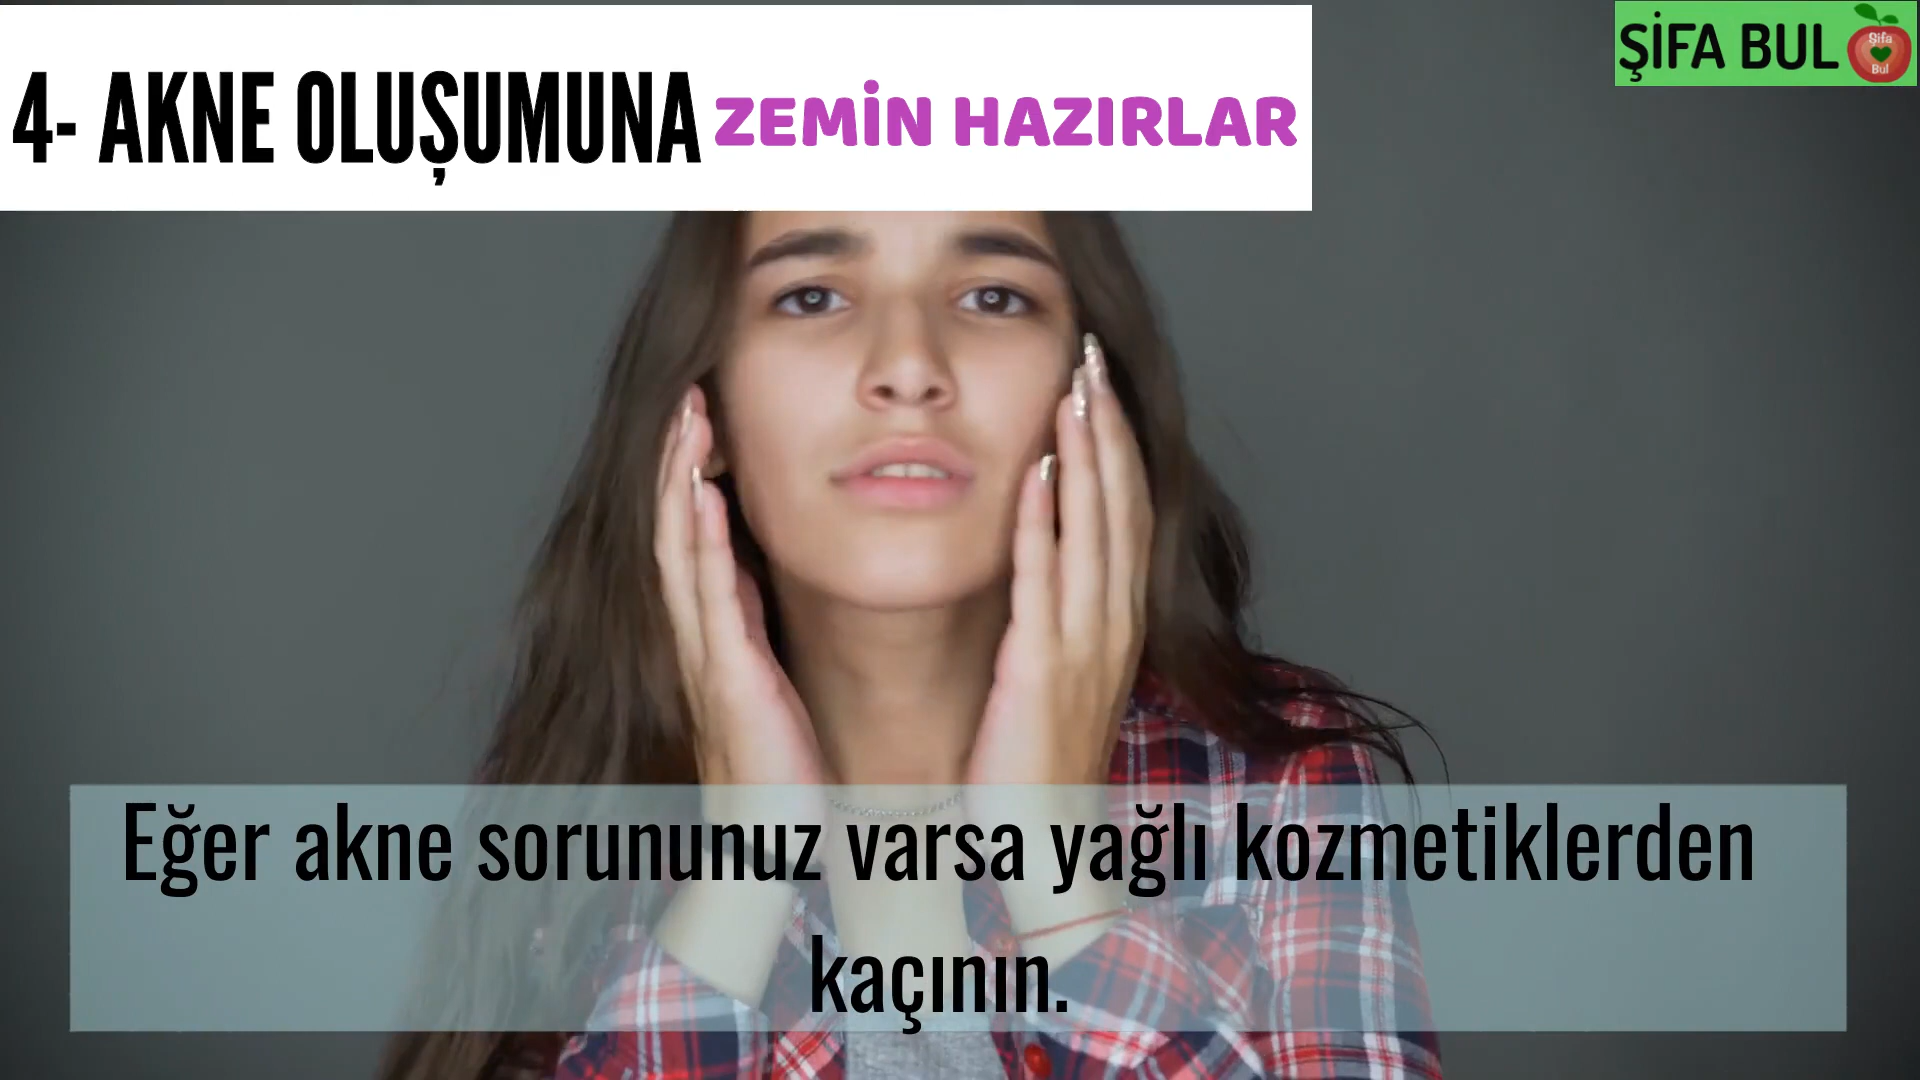 4- AKNE OLUŞUMUNA ZEMİN HAZIRLAR
ŞİFA BUL
Şifa
Bul
Eğer akne sorununuz varsa yağlı kozmetiklerden
kaçının.